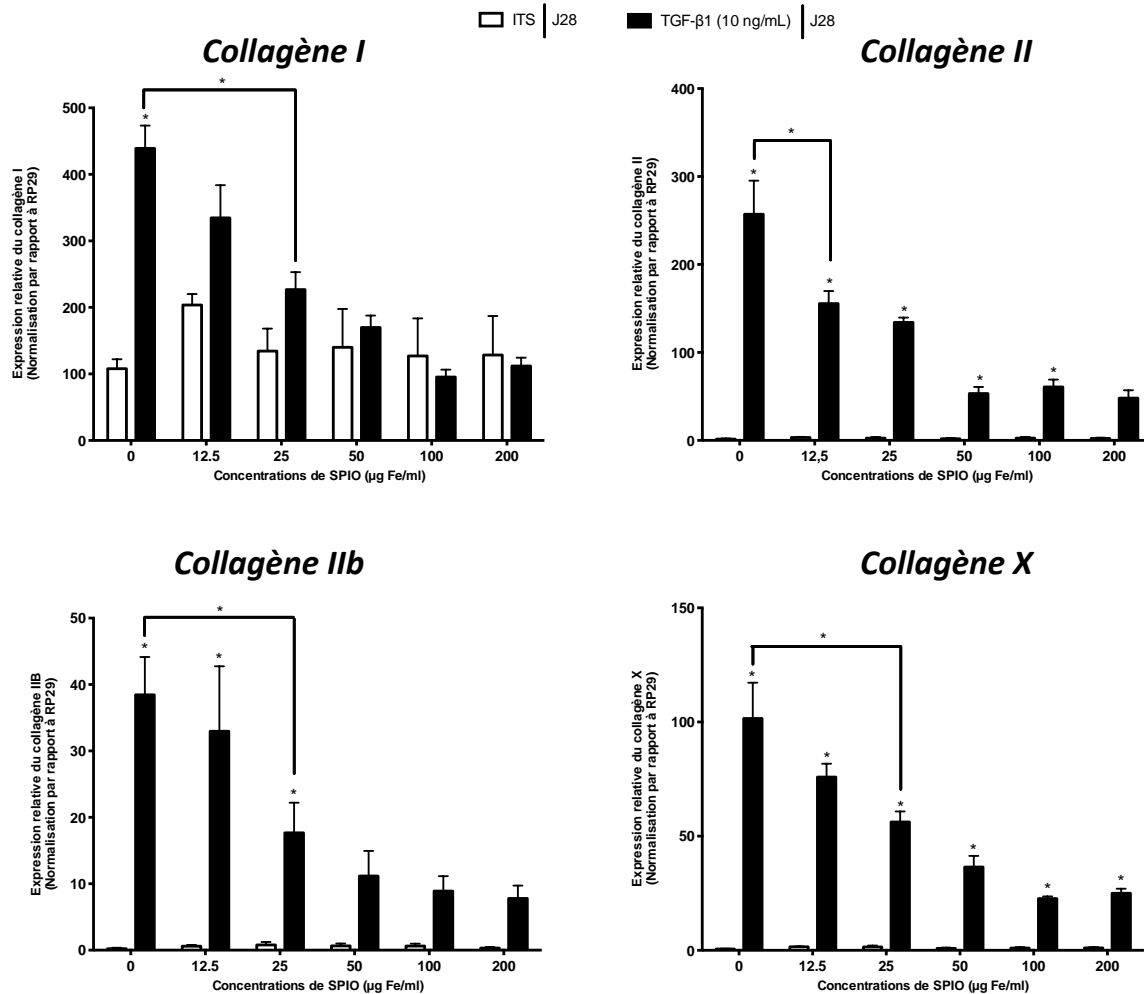 ITS J28 TGF-β1 (10 ng/mL) J28
Collagène I
*
*
Expression relative du collagène I
(Normalisation par rapport à RP29)
500
400
300
200
100
0
0 12.5 25 50 100 200
Concentrations de SPIO (µg Fe/ml)
Collagène II
*
* * * * *
Expression relative du collagène II
(Normalisation par rapport à RP29)
400
300
200
100
0
0 12,5 25 50 100 200
Concentrations de SPIO (µg Fe/ml)
Collagène IIb
*
* * *
Expression relative du collagène IIB
(Normalisation par rapport à RP29)
50
40
30
20
10
0
0 12.5 25 50 100 200
Concentrations de SPIO (µg Fe/ml)
Collagène X
*
* * * * * *
Expression relative du collagène X
(Normalisation par rapport à RP29)
150
100
50
0
0 12.5 25 50 100 200
Concentrations de SPIO (µg Fe/ml)